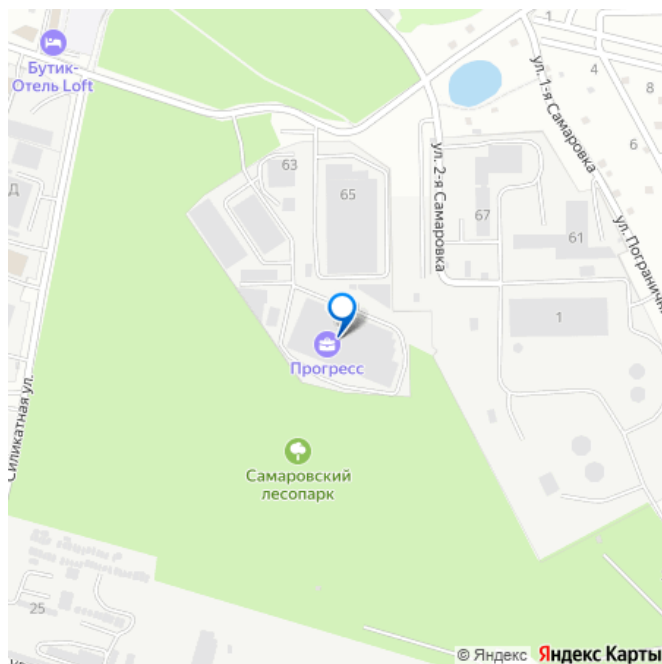 Бутик-
Отель Loft
1
4
8
6
ул. 1-я Самаровка
ул. 2-я Самаровка
63
65
67
61
ул. Погранична
Д
1
Прогресс
Силикатная ул.
Самаровский
лесопарк
25
© Яндекс Яндекс Карты